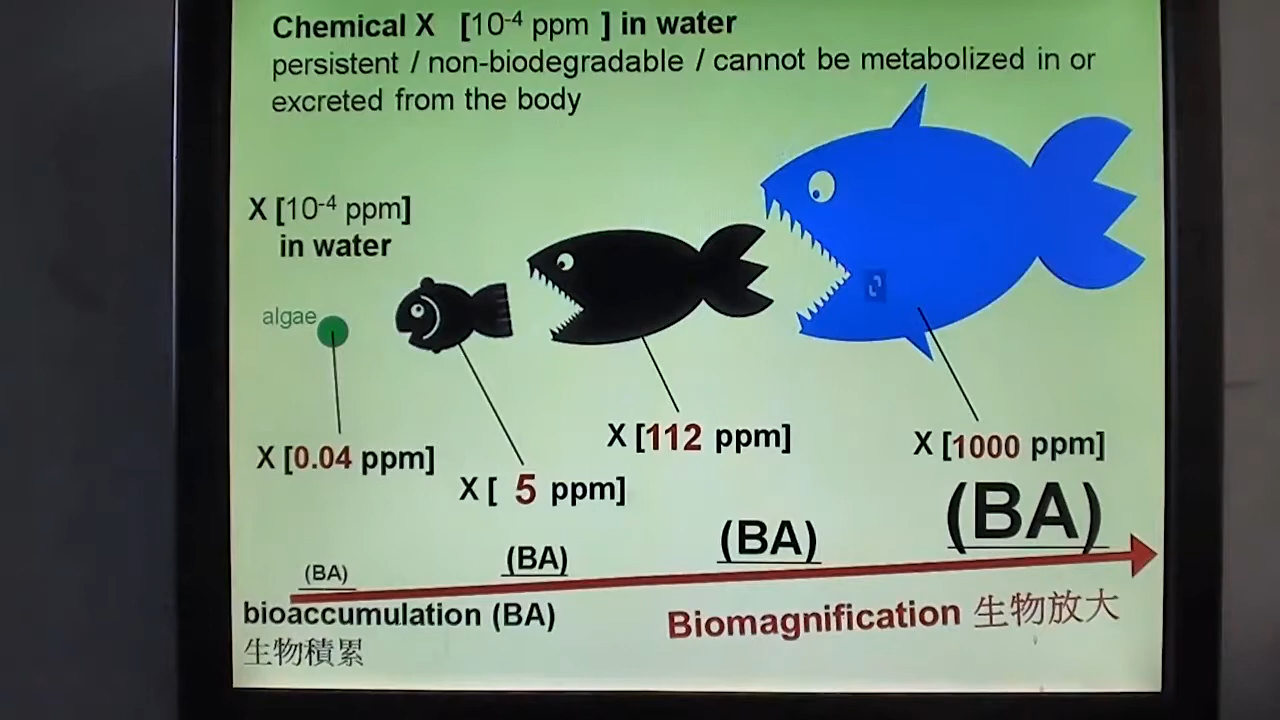 Chemical X [10⁻⁴ ppm ] in water
persistent / non-biodegradable / cannot be metabolized in or
excreted from the body
X [10⁻⁴ ppm]
in water
algae
X [0.04 ppm]
X [ 5 ppm]
X [112 ppm]
X [1000 ppm]
(BA)
(BA)
(BA)
(BA)
bioaccumulation (BA)
生物積累
Biomagnification 生物放大